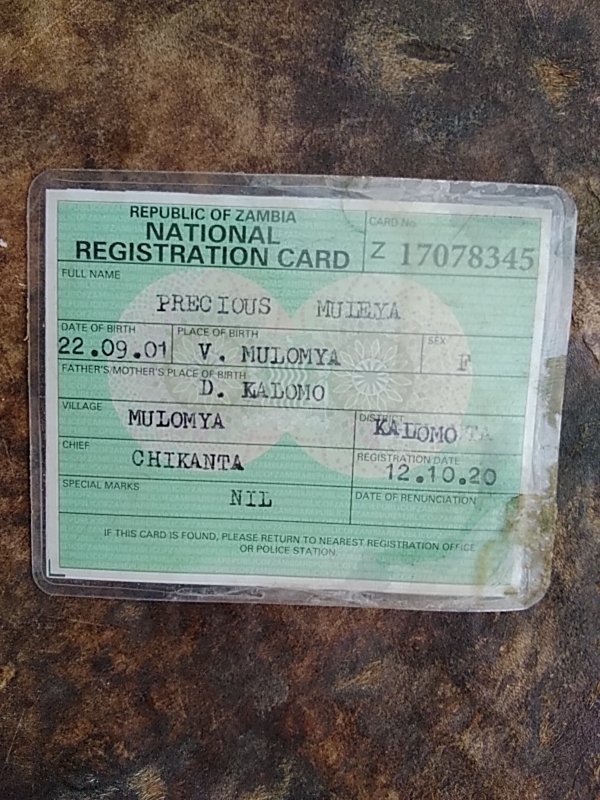 REPUBLIC OF ZAMBIA
NATIONAL
REGISTRATION CARD
CARD No
Z 17078345
FULL NAME
PRECIOUS MULEYA
DATE OF BIRTH
22.09.01
PLACE OF BIRTH
V. MULOMYA
SEX
F
FATHER'S/MOTHER'S PLACE OF BIRTH
D. KALOMO
VILLAGE
MULOMYA
DISTRICT
KALOMO
CHIEF
CHIKANTA
REGISTRATION DATE
12.10.20
SPECIAL MARKS
NIL
DATE OF RENUNCIATION
IF THIS CARD IS FOUND, PLEASE RETURN TO NEAREST REGISTRATION OFFICE
OR POLICE STATION.